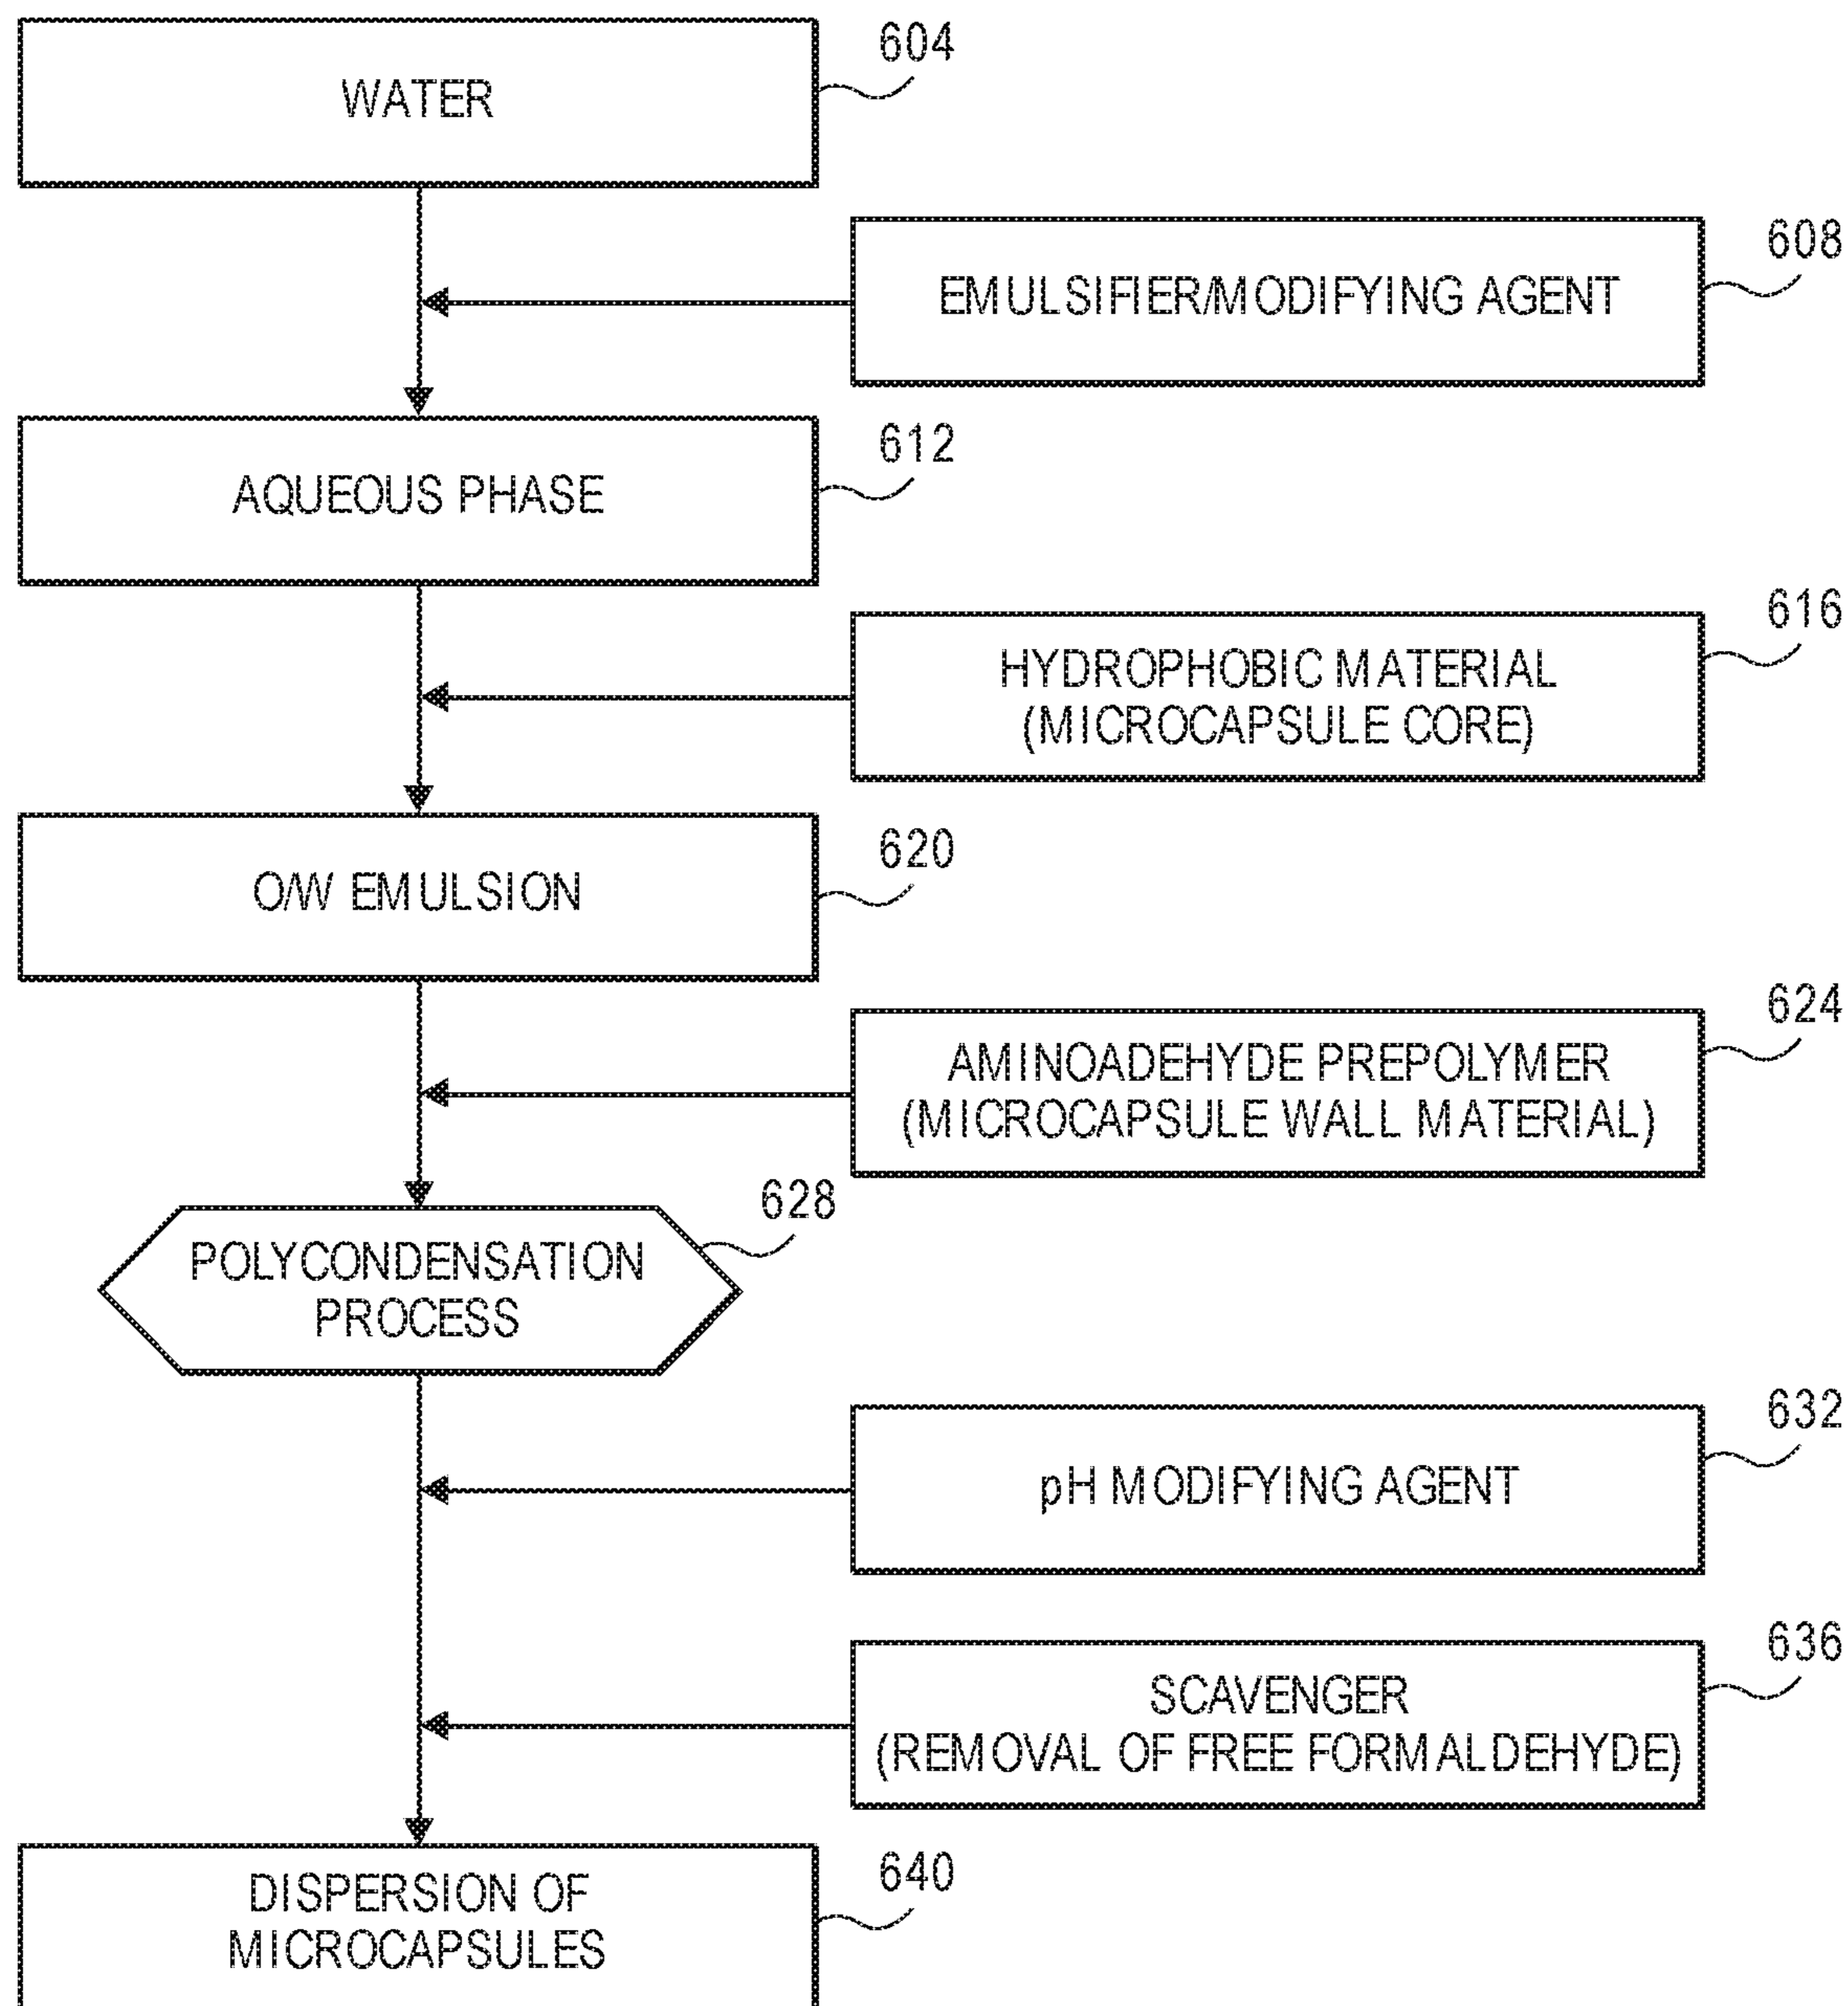 604
WATER
608
EMULSIFIER/MODIFYING AGENT
612
AQUEOUS PHASE
616
HYDROPHOBIC MATERIAL
(MICROCAPSULE CORE)
620
O/W EMULSION
624
AMINOADEHYDE PREPOLYMER
(MICROCAPSULE WALL MATERIAL)
628
POLYCONDENSATION
PROCESS
632
pH MODIFYING AGENT
636
SCAVENGER
(REMOVAL OF FREE FORMALDEHYDE)
640
DISPERSION OF
MICROCAPSULES